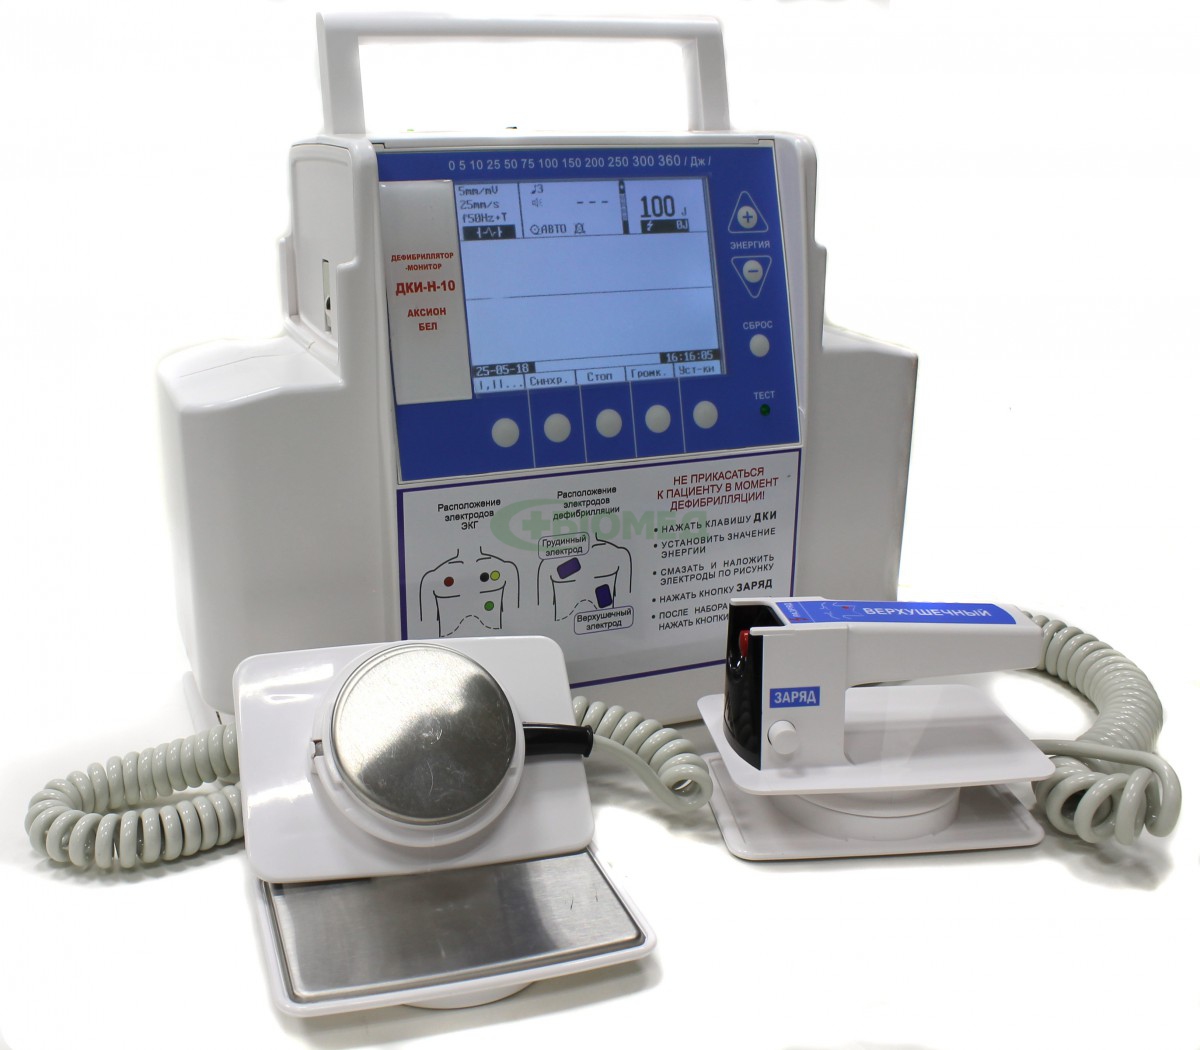 0 5 10 25 50 75 100 150 200 250 300 360 / Дж /
5mm/mV
25mm/s
f50Hz+T
♪3
---
АВТО
100 J
0J
ДЕФИБРИЛЛЯТОР
-МОНИТОР
ДКИ-Н-10
АКСИОН
БЕЛ
+
ЭНЕРГИЯ
−
СБРОС
ТЕСТ
25-05-18
16:16:05
I,II...
Синхр.
Стоп
Громк.
Уст-ки
Расположение
электродов
ЭКГ
Расположение
электродов
дефибрилляции
Грудинный
электрод
Верхушечный
электрод
НЕ ПРИКАСАТЬСЯ
К ПАЦИЕНТУ В МОМЕНТ
ДЕФИБРИЛЛЯЦИИ!
• НАЖАТЬ КЛАВИШУ ДКИ
• УСТАНОВИТЬ ЗНАЧЕНИЕ
ЭНЕРГИИ
• СМАЗАТЬ И НАЛОЖИТЬ
ЭЛЕКТРОДЫ ПО РИСУНКУ
• НАЖАТЬ КНОПКУ ЗАРЯД
• ПОСЛЕ НАБОРА
НАЖАТЬ КНОПКИ
БІОМЕД
ВЕРХУШЕЧНЫЙ
ЗАРЯД